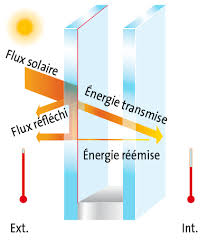 Flux solaire
Énergie transmise
Flux réfléchi
Énergie réémise
Ext.
Int.